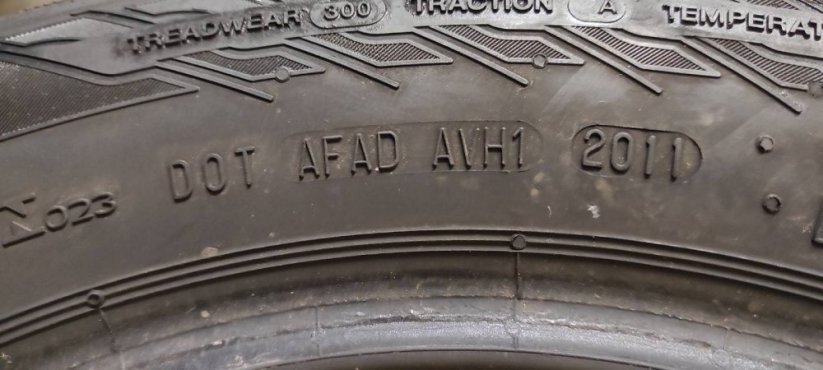 TREADWEAR 300 TRACTION A TEMPERAT
DOT AFAD AVH1 2011
023